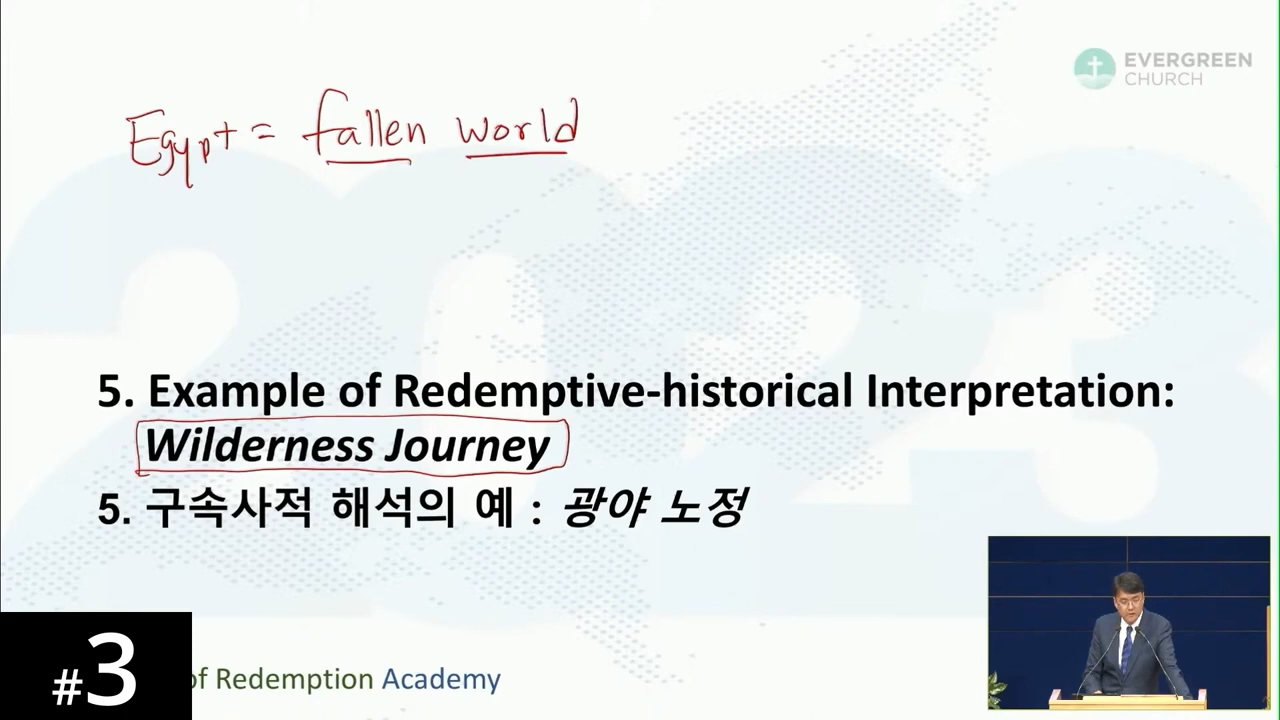 EVERGREEN
CHURCH
Egypt = fallen world
5. Example of Redemptive-historical Interpretation:
Wilderness Journey
5. 구속사적 해석의 예 : 광야 노정
#3
of Redemption Academy